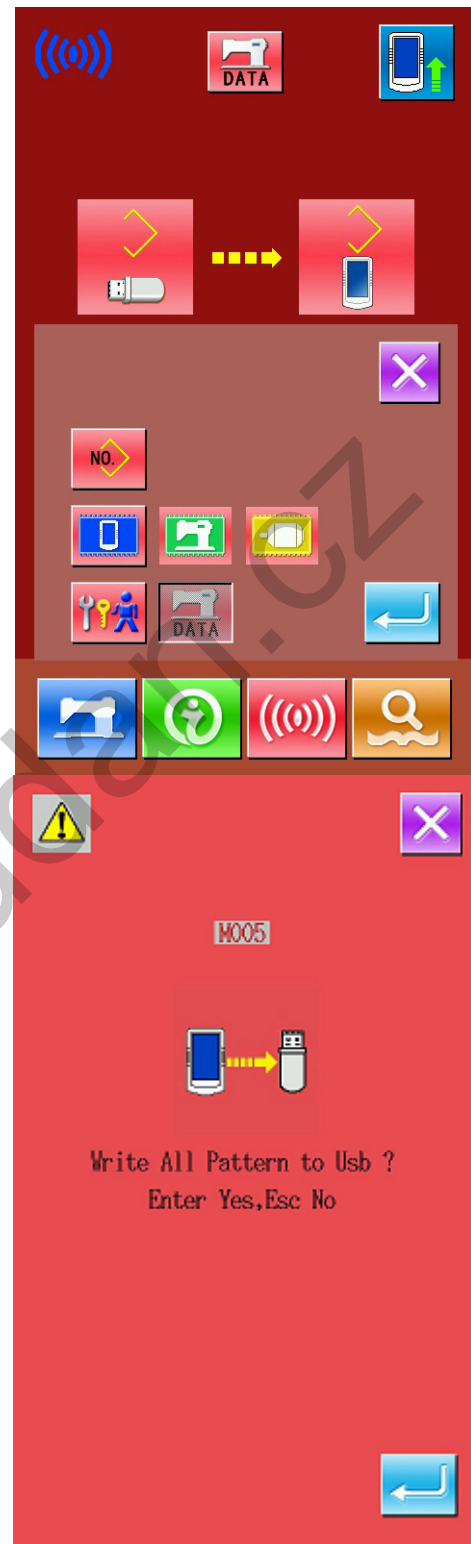 DATA
NO.
DATA
M005
Write All Pattern to Usb ?
Enter Yes,Esc No